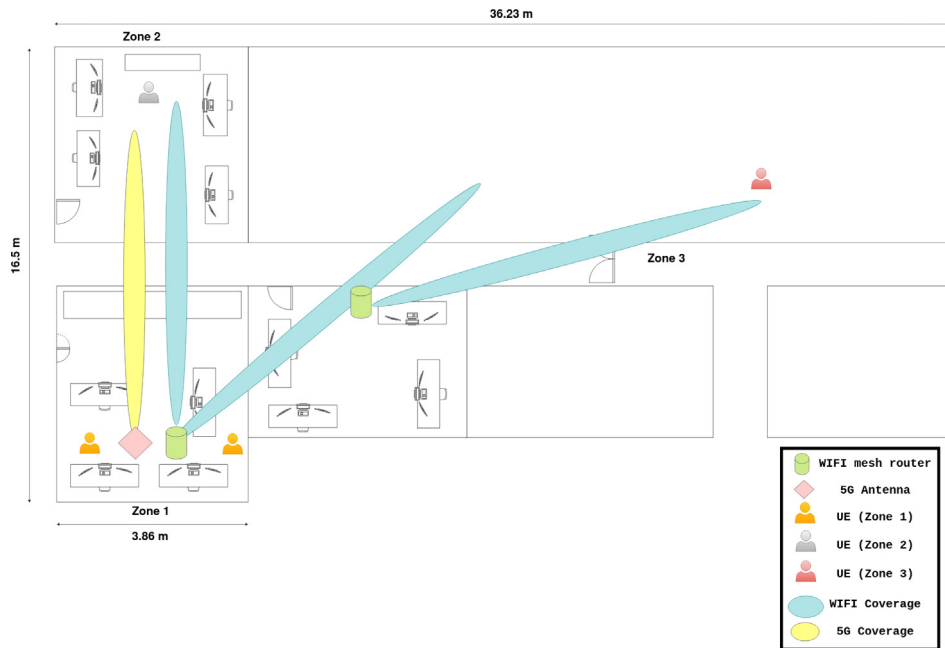 36.23 m
Zone 2
16.5 m
Zone 3
Zone 1
3.86 m
WIFI mesh router
5G Antenna
UE (Zone 1)
UE (Zone 2)
UE (Zone 3)
WIFI Coverage
5G Coverage